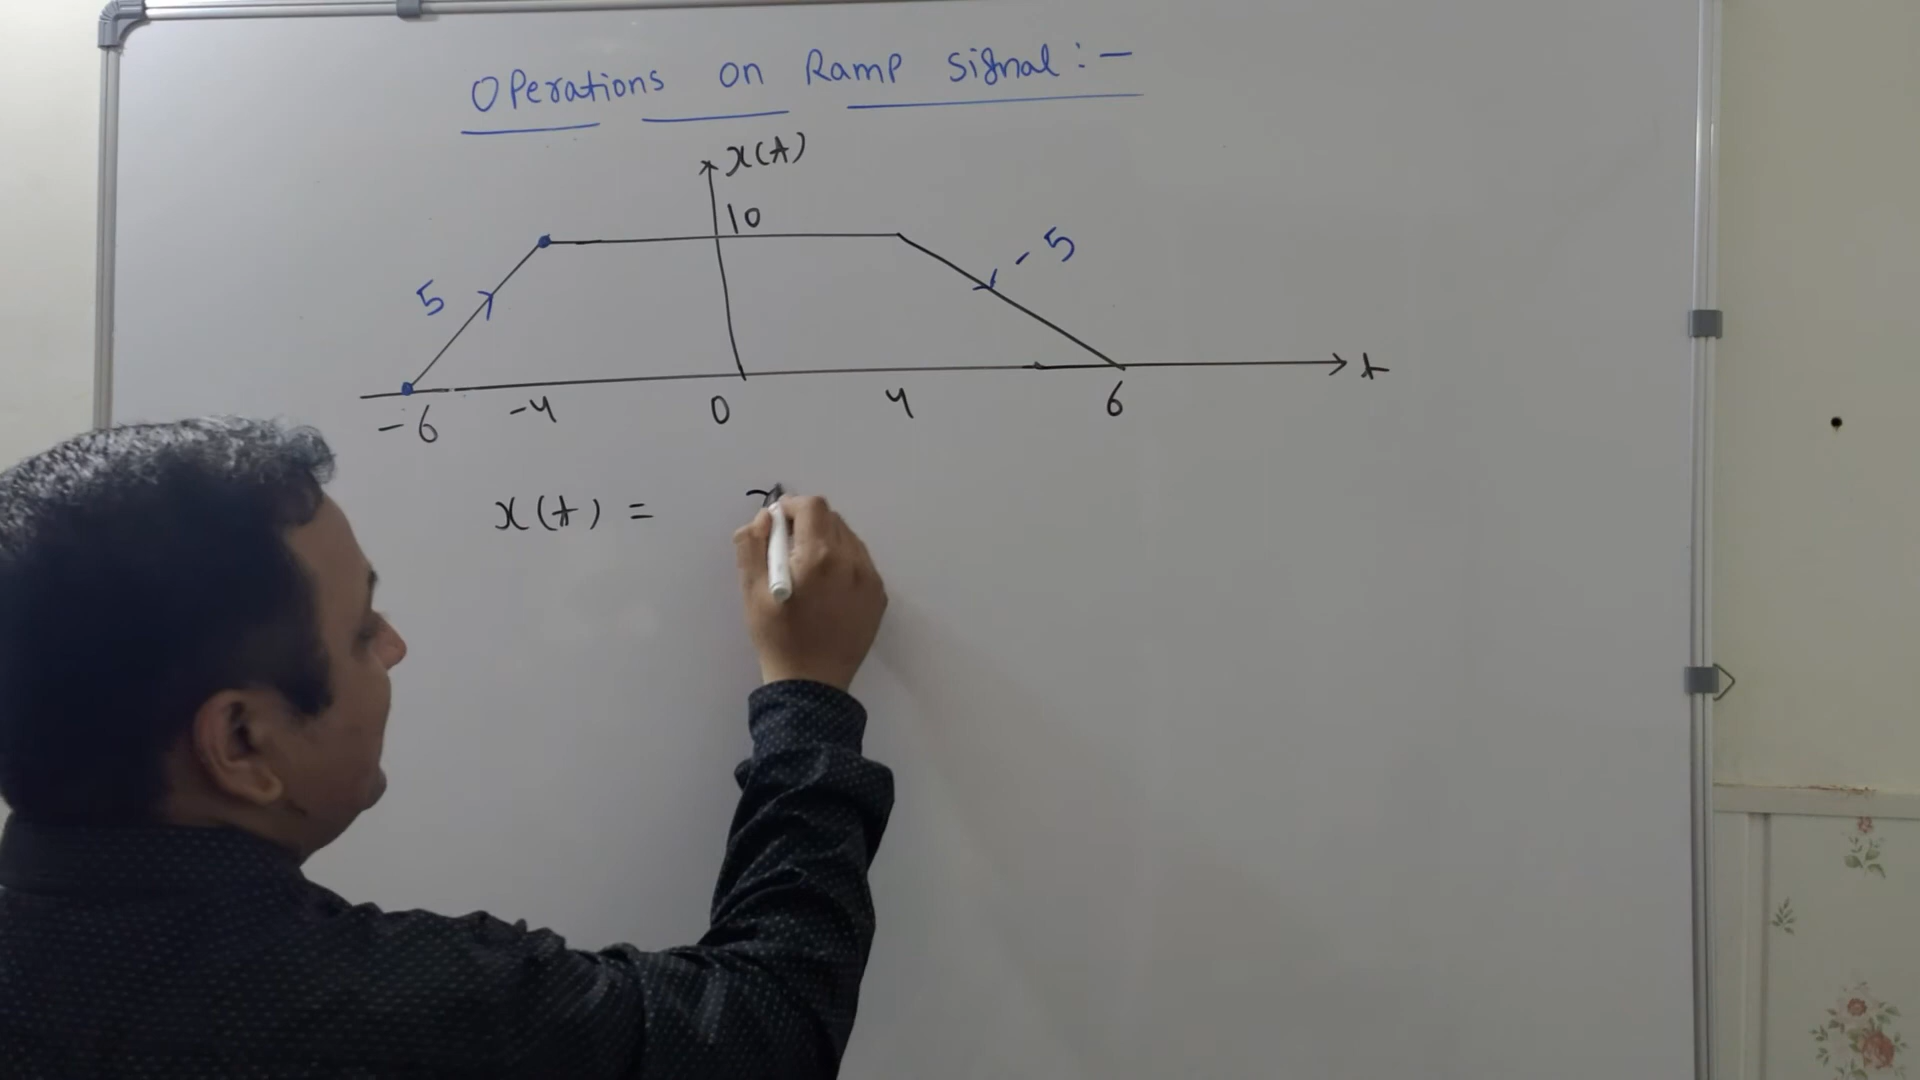 Operations on Ramp signal:-
x(t)
10
5
-5
-6 -4 0 4 6 t
x(t) =